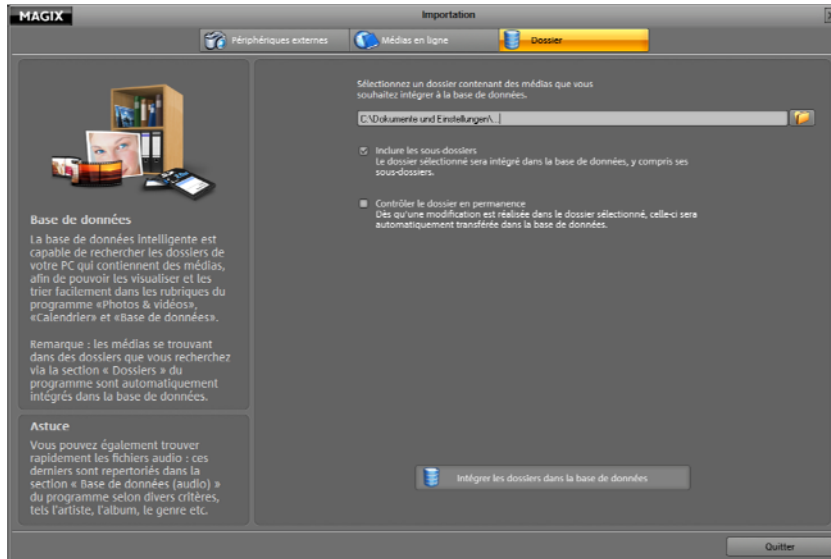 MAGIX
Importation
Périphériques externes
Médias en ligne
Dossier
Base de données
La base de données intelligente est
capable de rechercher les dossiers de
votre PC qui contiennent des médias,
afin de pouvoir les visualiser et les
trier facilement dans les rubriques du
programme «Photos & vidéos»,
«Calendrier» et «Base de données».
Remarque : les médias se trouvant
dans des dossiers que vous recherchez
via la section « Dossiers » du
programme sont automatiquement
intégrés dans la base de données.
Astuce
Vous pouvez également trouver
rapidement les fichiers audio : ces
derniers sont repertoriés dans la
section « Base de données (audio) »
du programme selon divers critères,
tels l'artiste, l'album, le genre etc.
Sélectionnez un dossier contenant des médias que vous
souhaitez intégrer à la base de données.
C:\Dokumente und Einstellungen\...
Inclure les sous-dossiers
Le dossier sélectionné sera intégré dans la base de données, y compris ses
sous-dossiers.
Contrôler le dossier en permanence
Dès qu'une modification est réalisée dans le dossier sélectionné, celle-ci sera
automatiquement transférée dans la base de données.
Intégrer les dossiers dans la base de données
Quitter